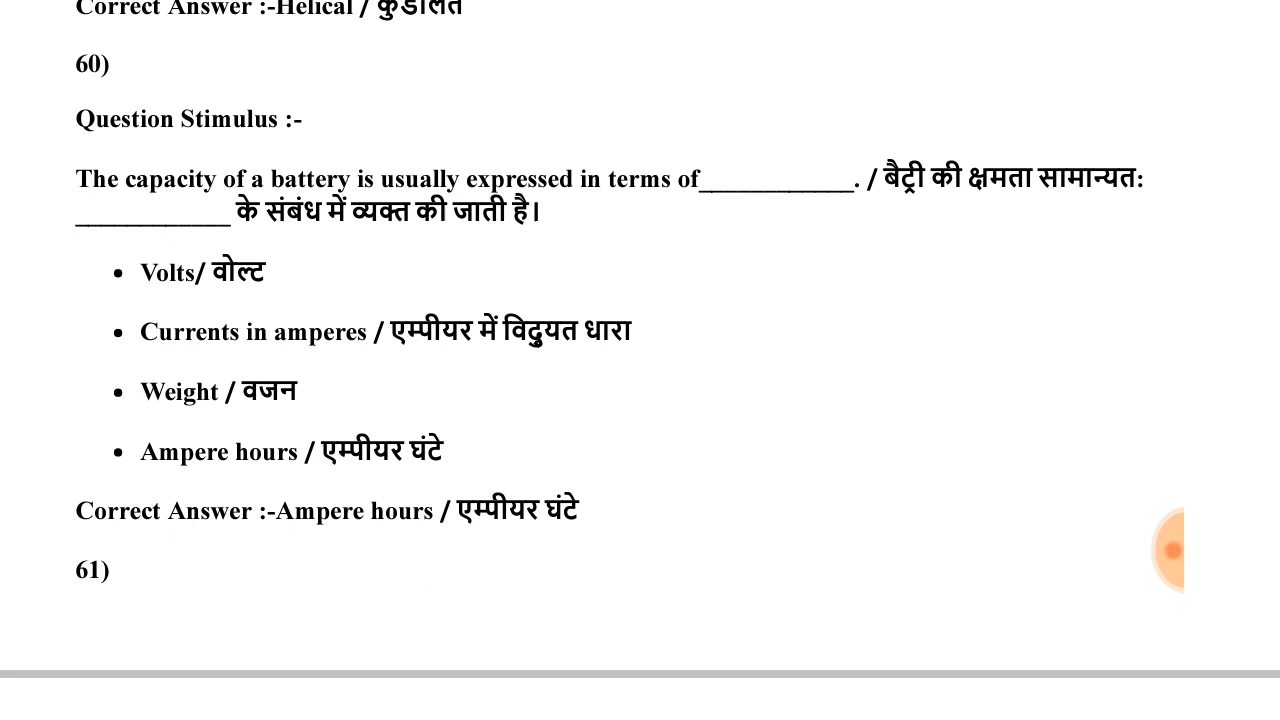 Correct Answer :-Helical / कुंडलित
60)
Question Stimulus :-
The capacity of a battery is usually expressed in terms of____________. / बैट्री की क्षमता सामान्यत:
____________ के संबंध में व्यक्त की जाती है।
• Volts/ वोल्ट
• Currents in amperes / एम्पीयर में विद्युयत धारा
• Weight / वजन
• Ampere hours / एम्पीयर घंटे
Correct Answer :-Ampere hours / एम्पीयर घंटे
61)